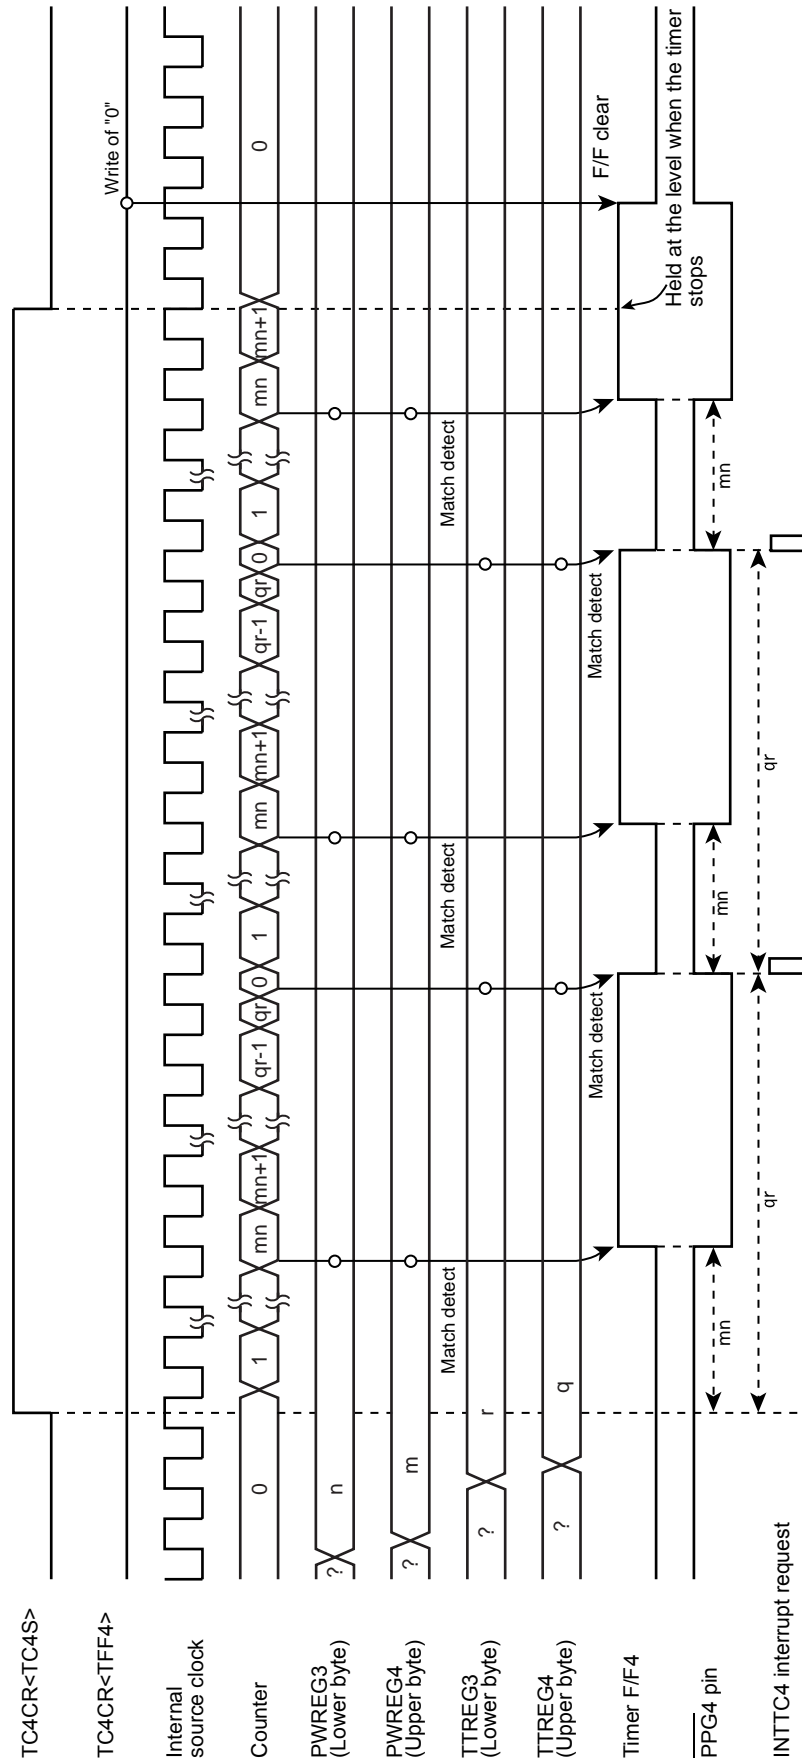 TC4CR<TC4S>
TC4CR<TFF4>
Write of "0"
Internal
source clock
Counter
0
1
mn
mn+1
qr-1
qr
0
1
mn
mn+1
qr-1
qr
0
1
mn
mn+1
0
PWREG3
(Lower byte)
?
n
PWREG4
(Upper byte)
?
m
Match detect
Match detect
Match detect
TTREG3
(Lower byte)
?
r
TTREG4
(Upper byte)
?
q
Match detect
Match detect
F/F clear
Timer F/F4
Held at the level when the timer
stops
PPG4 pin
mn
mn
mn
qr
qr
INTTC4 interrupt request